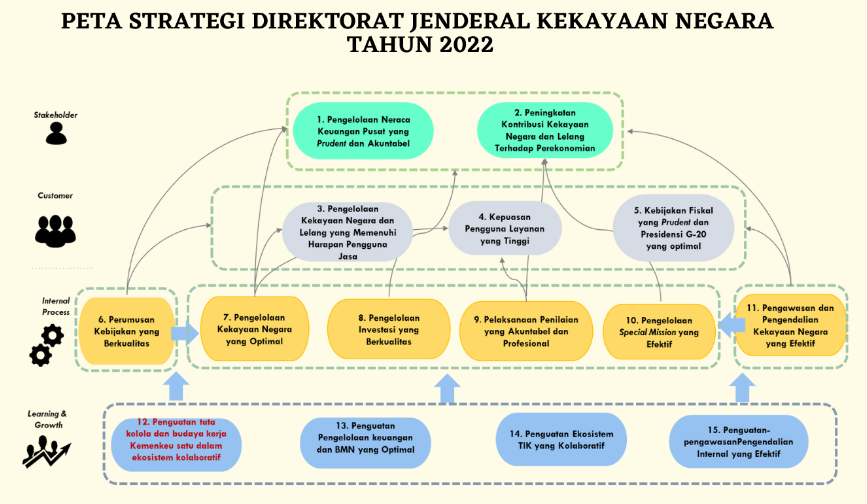 PETA STRATEGI DIREKTORAT JENDERAL KEKAYAAN NEGARA
TAHUN 2022
Stakeholder
1. Pengelolaan Neraca
Keuangan Pusat yang
Prudent dan Akuntabel
2. Peningkatan
Kontribusi Kekayaan
Negara dan Lelang
Terhadap Perekonomian
Customer
3. Pengelolaan
Kekayaan Negara dan
Lelang yang Memenuhi
Harapan Pengguna
Jasa
4. Kepuasan
Pengguna Layanan
yang Tinggi
5. Kebijakan Fiskal
yang Prudent dan
Presidensi G-20
yang optimal
Internal
Process
6. Perumusan
Kebijakan yang
Berkualitas
7. Pengelolaan
Kekayaan Negara
yang Optimal
8. Pengelolaan
Investasi yang
Berkualitas
9. Pelaksanaan Penilaian
yang Akuntabel dan
Profesional
10. Pengelolaan
Special Mission yang
Efektif
11. Pengawasan dan
Pengendalian
Kekayaan Negara
yang Efektif
Learning &
Growth
12. Penguatan tata
kelola dan budaya kerja
Kemenkeu satu dalam
ekosistem kolaboratif
13. Penguatan
Pengelolaan keuangan
dan BMN yang Optimal
14. Penguatan Ekosistem
TIK yang Kolaboratif
15. Penguatan-
pengawasanPengendalian
Internal yang Efektif